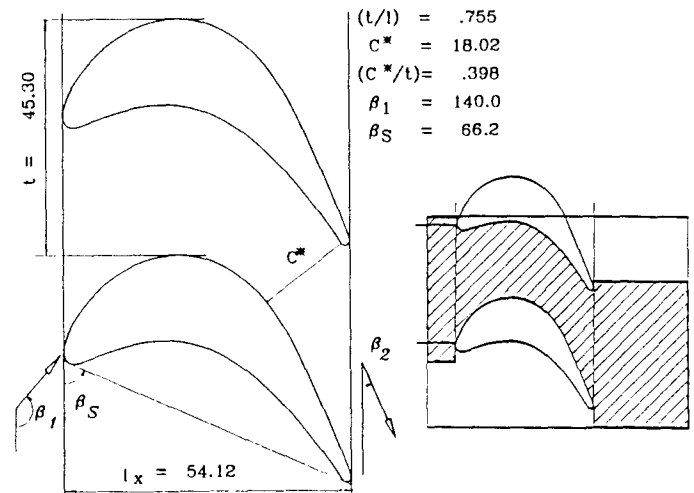 (t/l) = .755
C* = 18.02
(C*/t)= .398
β1 = 140.0
βS = 66.2
t = 45.30
C*
β1
βS
β2
lx = 54.12